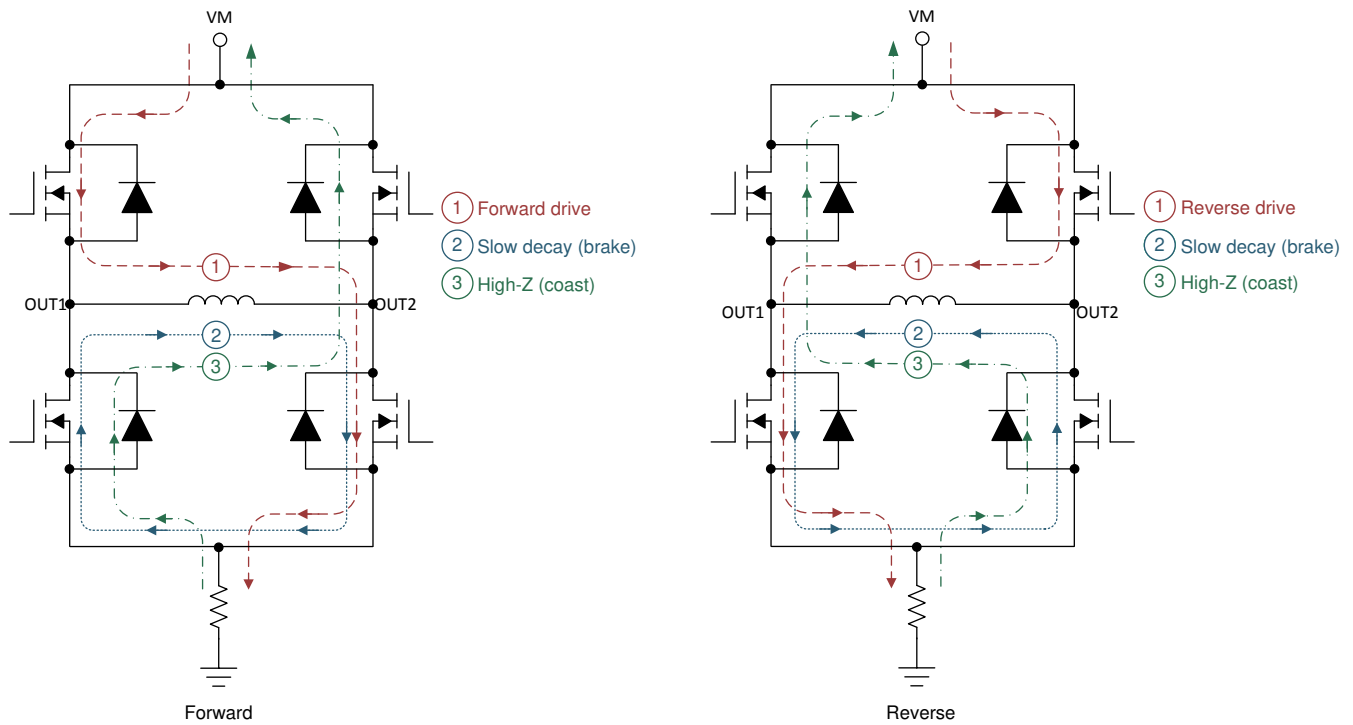 VM
1 Forward drive
2 Slow decay (brake)
3 High-Z (coast)
1
OUT1
OUT2
2
3
Forward
VM
1 Reverse drive
2 Slow decay (brake)
3 High-Z (coast)
1
OUT1
OUT2
2
3
Reverse